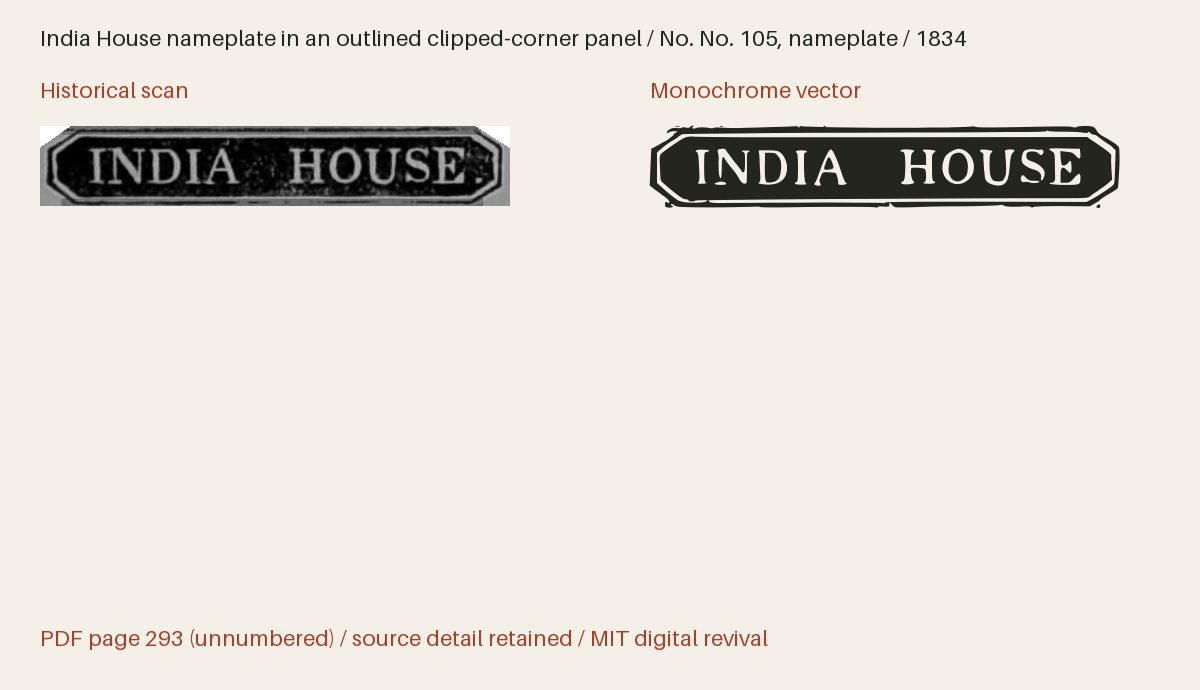 India House nameplate in an outlined clipped-corner panel / No. No. 105, nameplate / 1834
Historical scan
Monochrome vector
INDIA HOUSE.
INDIA HOUSE
PDF page 293 (unnumbered) / source detail retained / MIT digital revival